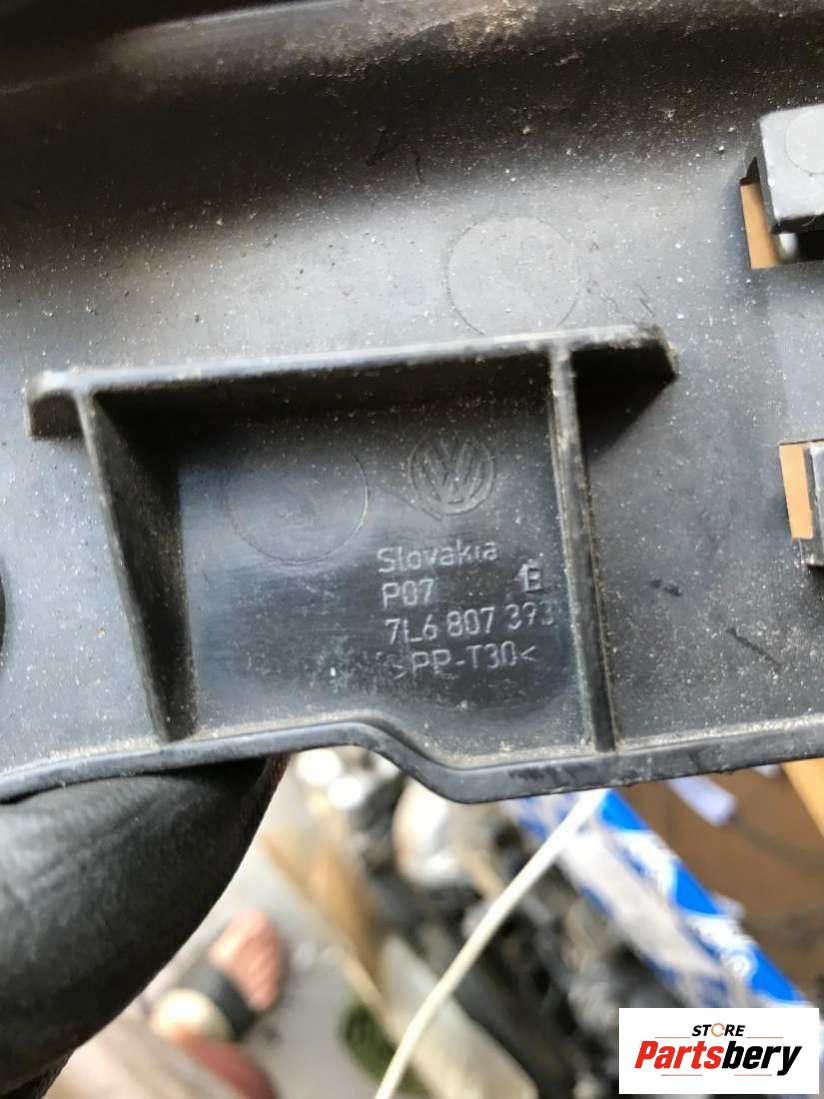 Slovakia
P07 E
7L6 807 393
>PP-T30<
STORE
Partsbery